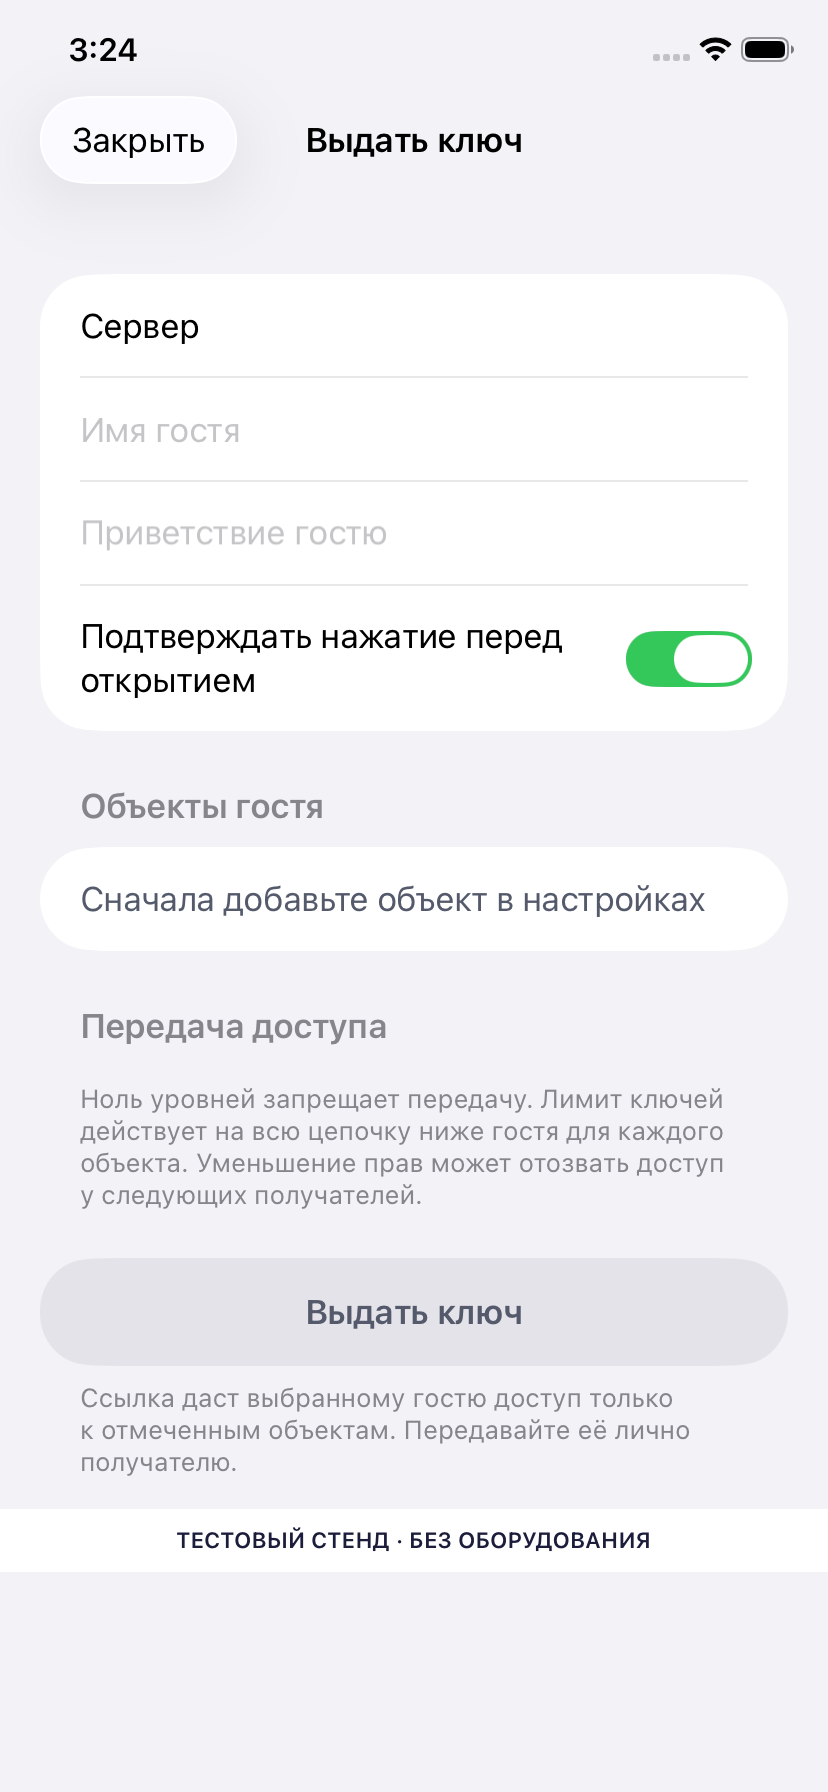 3:24
Закрыть
Выдать ключ
Сервер
Имя гостя
Приветствие гостю
Подтверждать нажатие перед
открытием
Объекты гостя
Сначала добавьте объект в настройках
Передача доступа
Ноль уровней запрещает передачу. Лимит ключей
действует на всю цепочку ниже гостя для каждого
объекта. Уменьшение прав может отозвать доступ
у следующих получателей.
Выдать ключ
Ссылка даст выбранному гостю доступ только
к отмеченным объектам. Передавайте её лично
получателю.
ТЕСТОВЫЙ СТЕНД · БЕЗ ОБОРУДОВАНИЯ